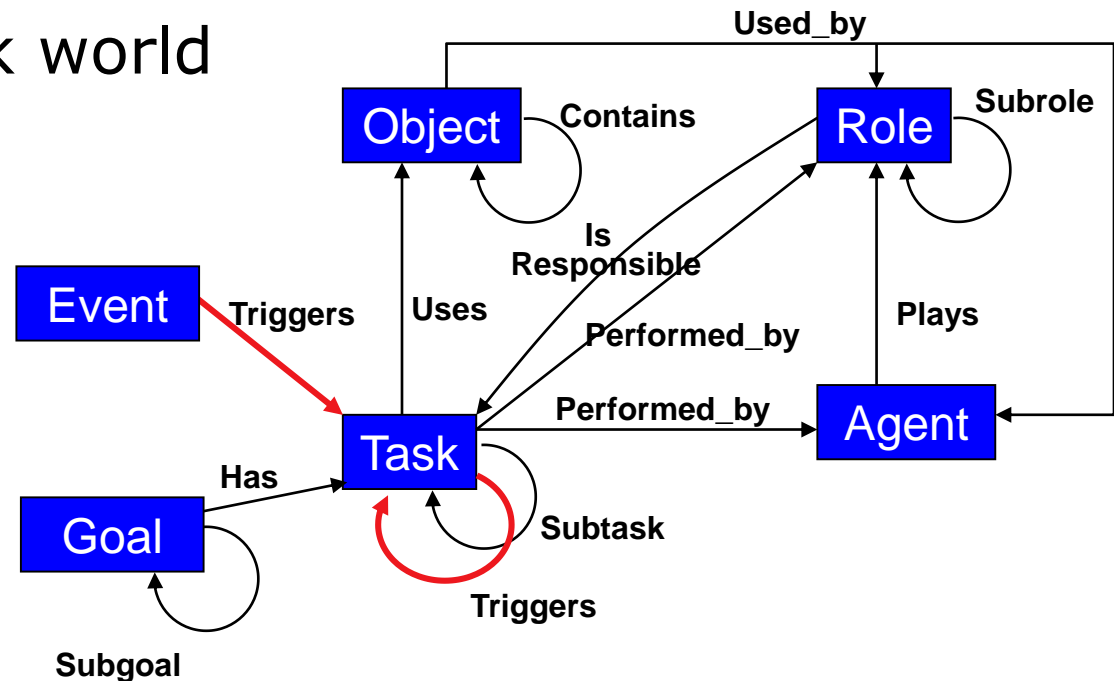 k world
Used_by
Object
Contains
Role
Subrole
Is
Responsible
Event
Triggers
Uses
Performed_by
Plays
Performed_by
Agent
Task
Has
Goal
Subtask
Triggers
Subgoal